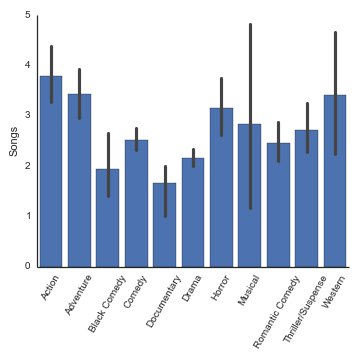 5
4
3
2
1
0
Songs
Action
Adventure
Black Comedy
Comedy
Documentary
Drama
Horror
Musical
Romantic Comedy
Thriller/Suspense
Western